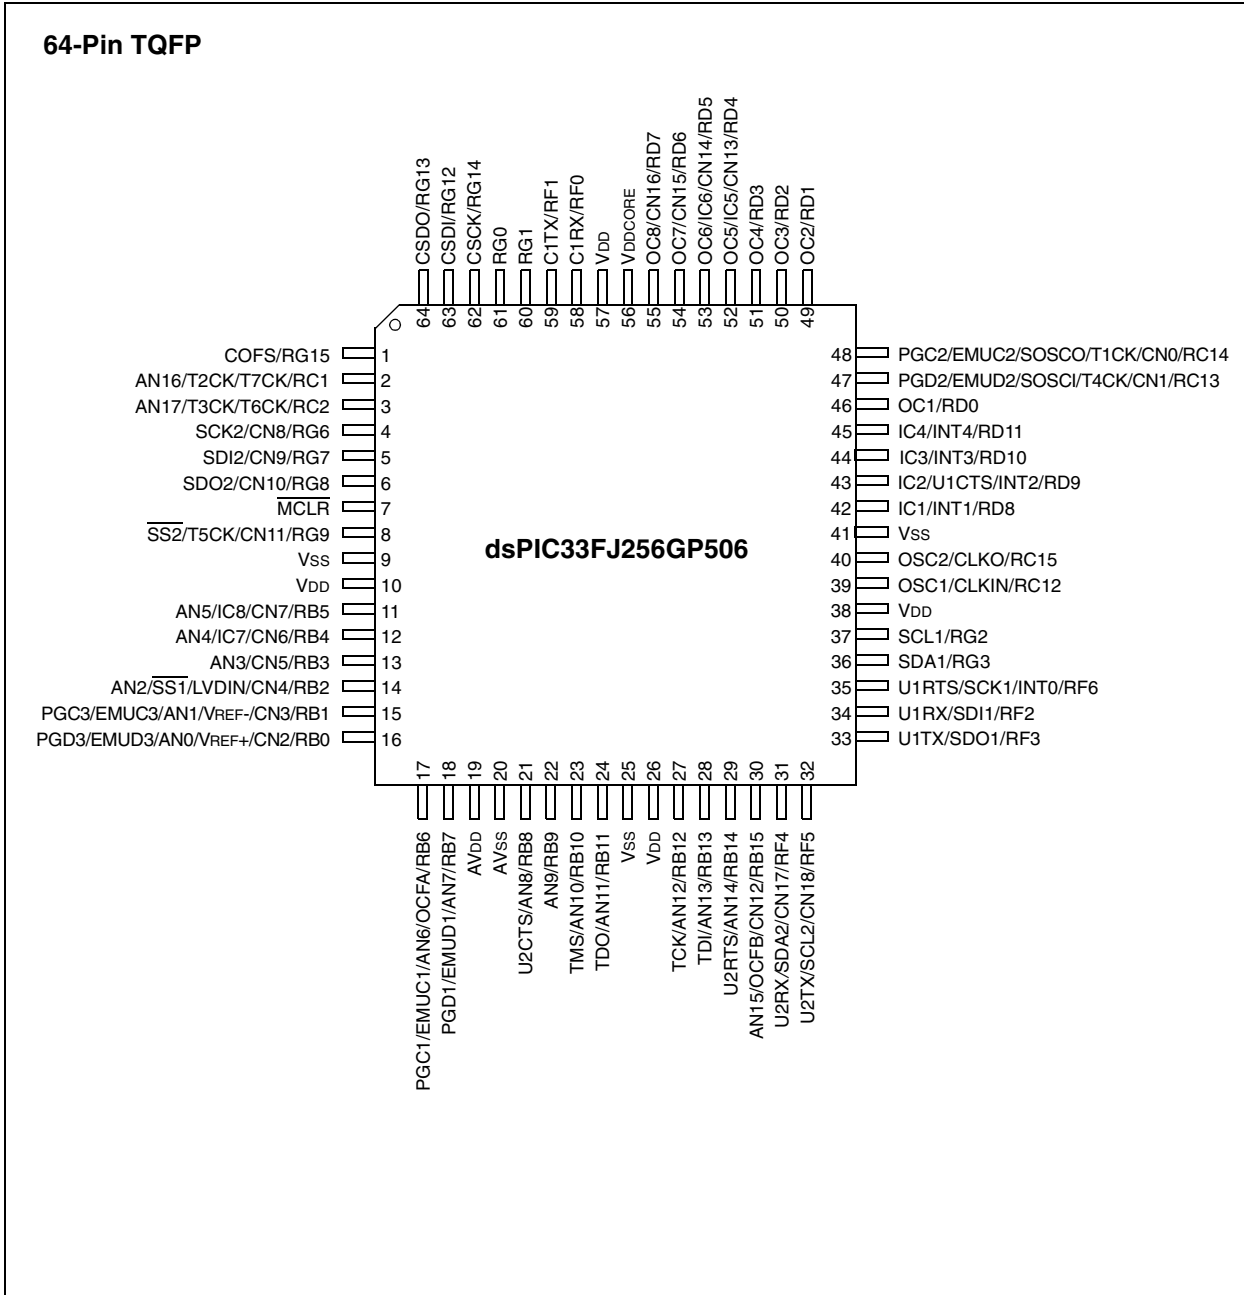 64-Pin TQFP
CSDO/RG13
CSDI/RG12
CSCK/RG14
RG0
RG1
C1TX/RF1
C1RX/RF0
VDD
VDDCORE
OC8/CN16/RD7
OC7/CN15/RD6
OC6/IC6/CN14/RD5
OC5/IC5/CN13/RD4
OC4/RD3
OC3/RD2
OC2/RD1
64
63
62
61
60
59
58
57
56
55
54
53
52
51
50
49
COFS/RG15 1
AN16/T2CK/T7CK/RC1 2
AN17/T3CK/T6CK/RC2 3
SCK2/CN8/RG6 4
SDI2/CN9/RG7 5
SDO2/CN10/RG8 6
MCLR 7
SS2/T5CK/CN11/RG9 8
VSS 9
VDD 10
AN5/IC8/CN7/RB5 11
AN4/IC7/CN6/RB4 12
AN3/CN5/RB3 13
AN2/SS1/LVDIN/CN4/RB2 14
PGC3/EMUC3/AN1/VREF-/CN3/RB1 15
PGD3/EMUD3/AN0/VREF+/CN2/RB0 16
dsPIC33FJ256GP506
48 PGC2/EMUC2/SOSCO/T1CK/CN0/RC14
47 PGD2/EMUD2/SOSCI/T4CK/CN1/RC13
46 OC1/RD0
45 IC4/INT4/RD11
44 IC3/INT3/RD10
43 IC2/U1CTS/INT2/RD9
42 IC1/INT1/RD8
41 VSS
40 OSC2/CLKO/RC15
39 OSC1/CLKIN/RC12
38 VDD
37 SCL1/RG2
36 SDA1/RG3
35 U1RTS/SCK1/INT0/RF6
34 U1RX/SDI1/RF2
33 U1TX/SDO1/RF3
17
18
19
20
21
22
23
24
25
26
27
28
29
30
31
32
PGC1/EMUC1/AN6/OCFA/RB6
PGD1/EMUD1/AN7/RB7
AVDD
AVSS
U2CTS/AN8/RB8
AN9/RB9
TMS/AN10/RB10
TDO/AN11/RB11
VSS
VDD
TCK/AN12/RB12
TDI/AN13/RB13
U2RTS/AN14/RB14
AN15/OCFB/CN12/RB15
U2RX/SDA2/CN17/RF4
U2TX/SCL2/CN18/RF5